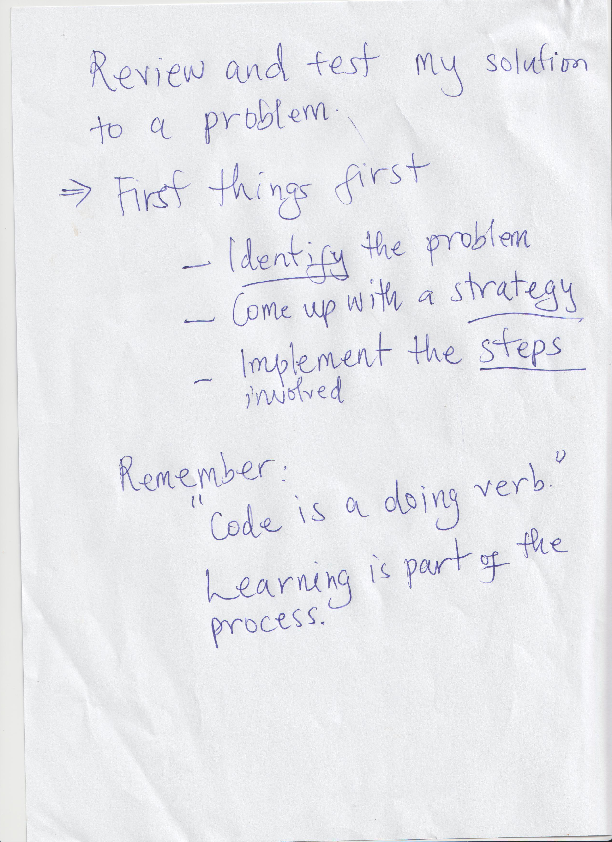 Review and test my solution
to a problem.
⇒ First things first
– Identify the problem
– Come up with a strategy
– Implement the steps
involved
Remember:
"Code is a doing verb."
Learning is part of the
process.